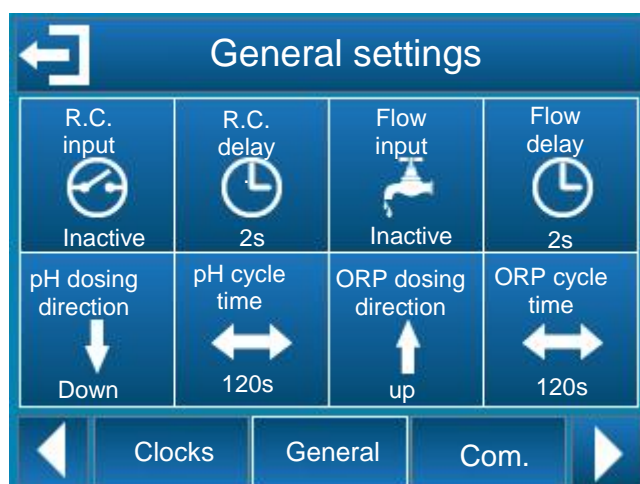 General settings
R.C.
input
Inactive
R.C.
delay
2s
Flow
input
Inactive
Flow
delay
2s
pH dosing
direction
Down
pH cycle
time
120s
ORP dosing
direction
up
ORP cycle
time
120s
Clocks
General
Com.